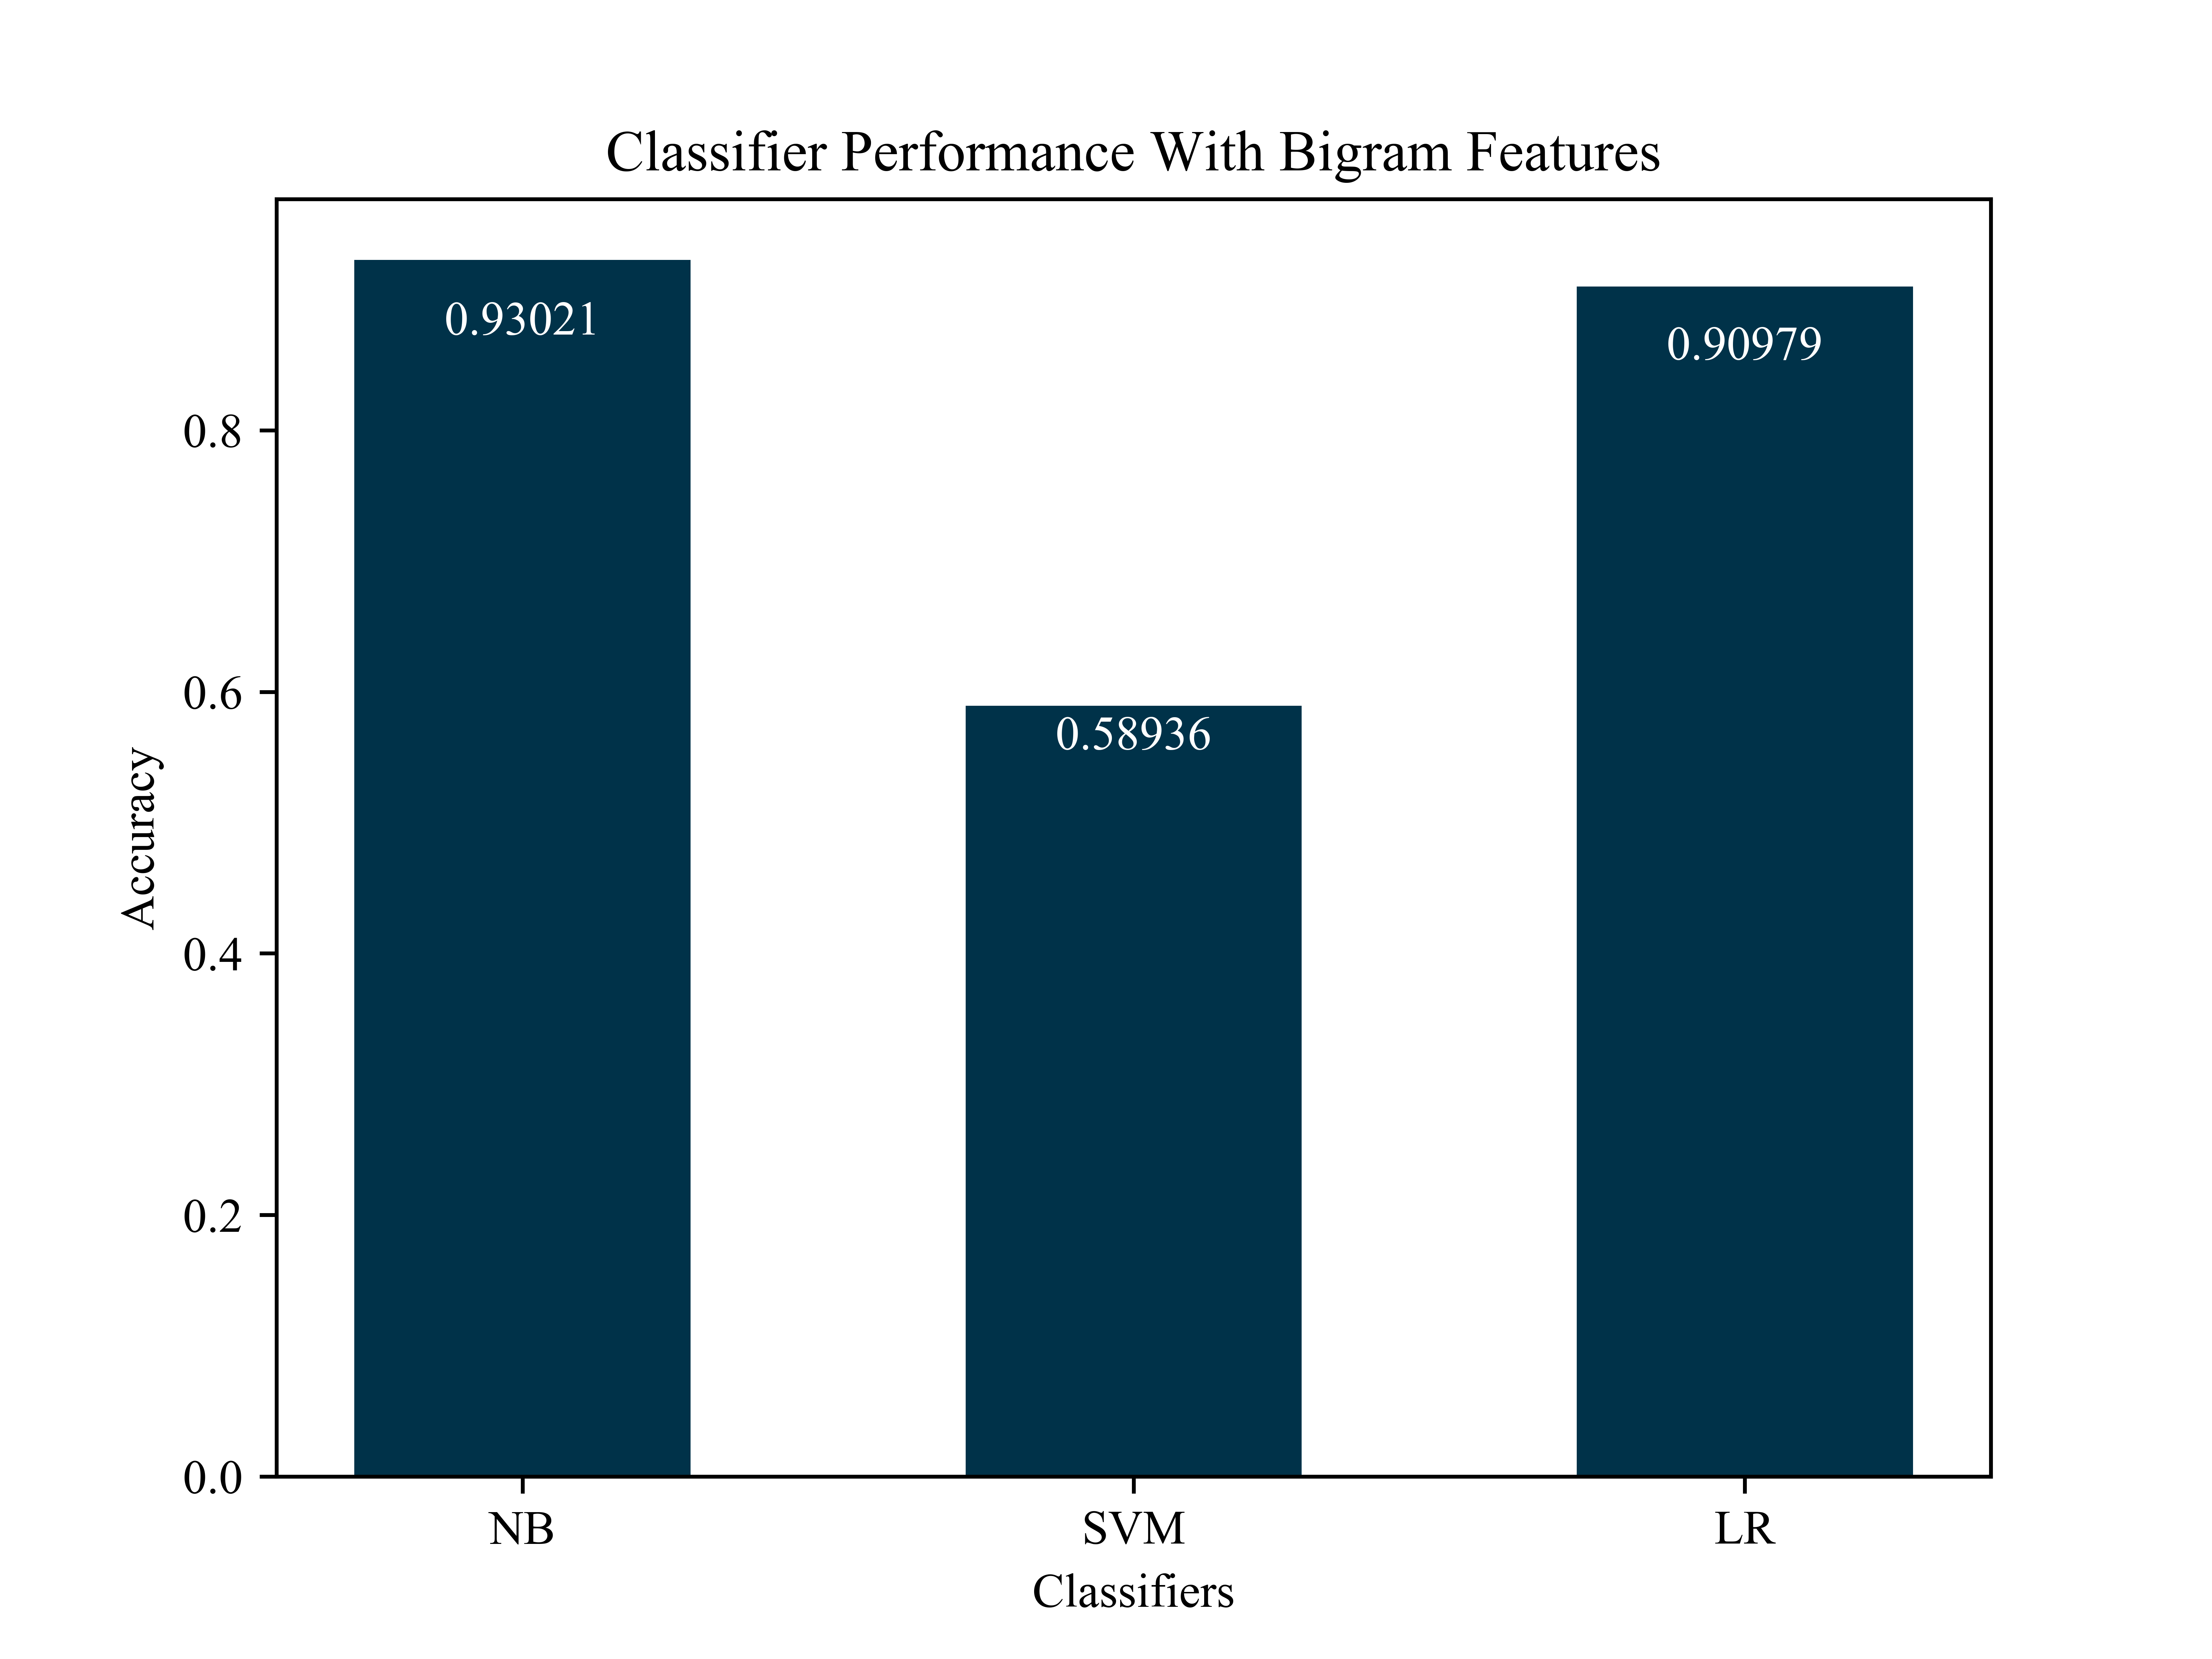 Classifier Perfomance With Bigram Features
0.93021
0.90979
0.58936
0.8
0.6
0.4
0.2
0.0
Accuracy
NB
SVM
LR
Classifiers